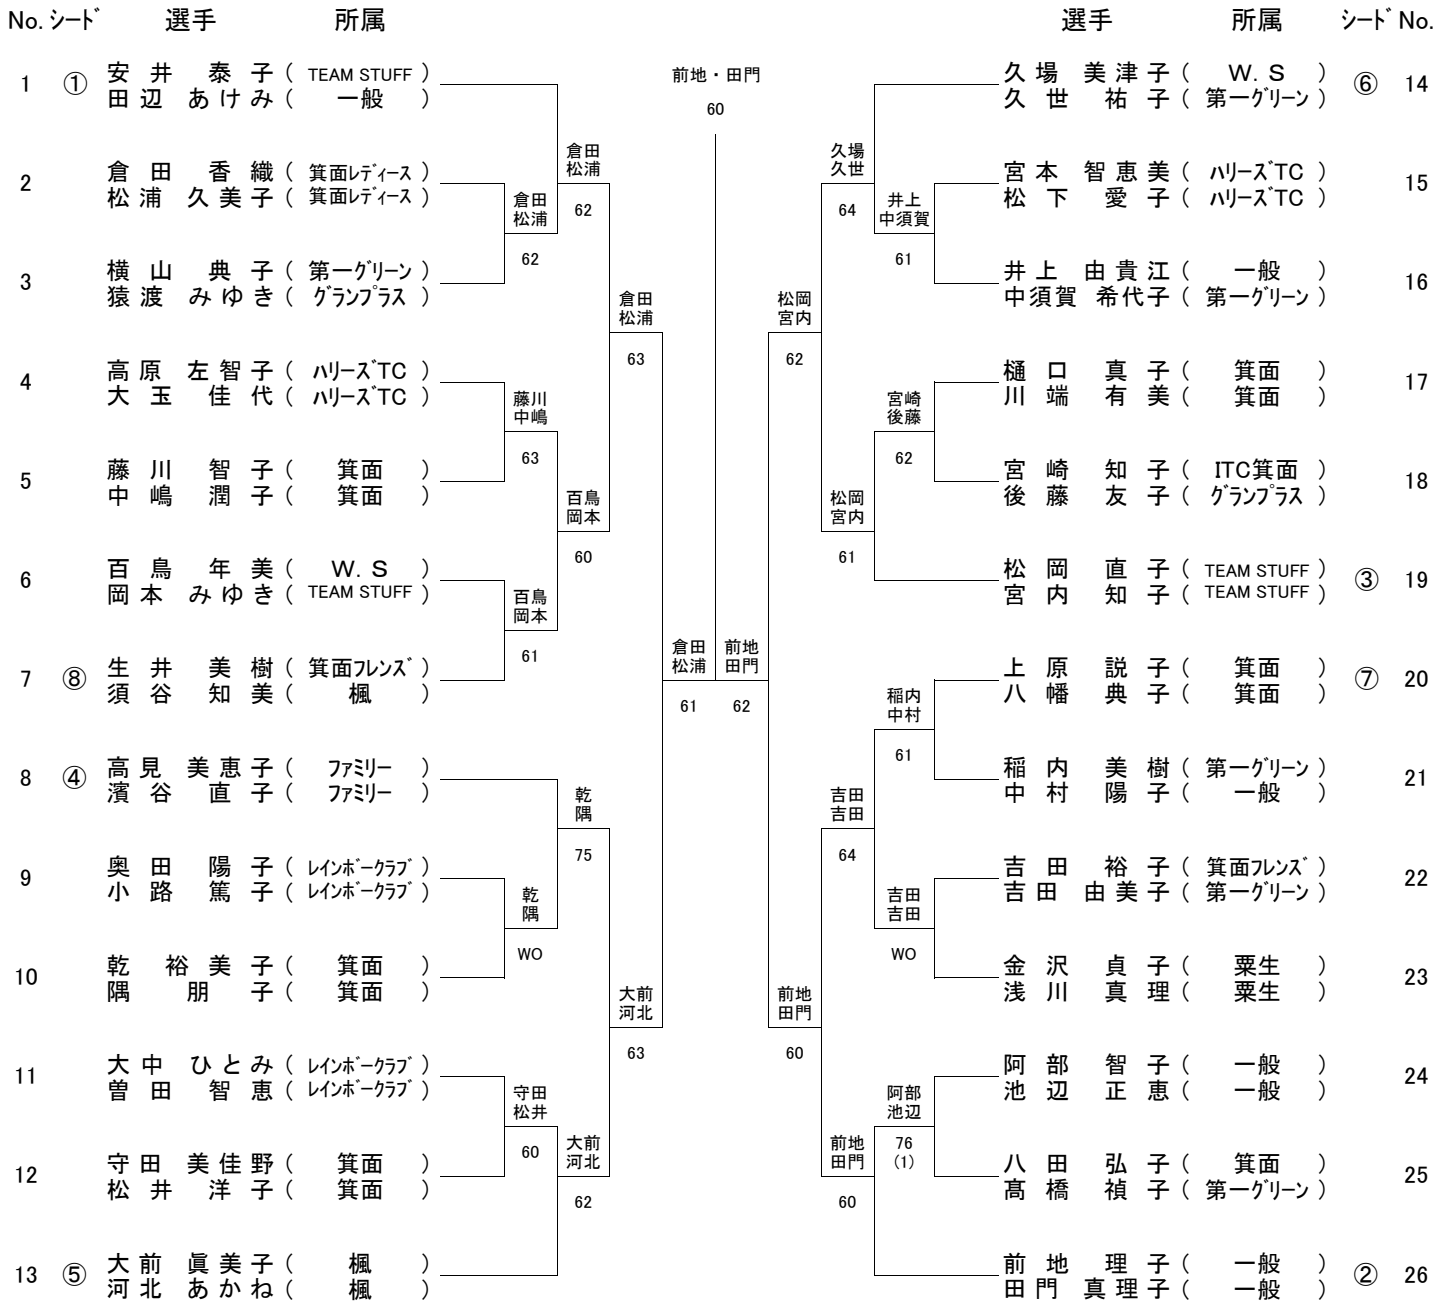 No. シード 選手 所属 選手 所属 シード No.
前地・田門
60
1 ① 安井 泰子 ( TEAM STUFF )
田辺 あけみ ( 一般 )
2 倉田 香織 ( 箕面レディース )
松浦 久美子 ( 箕面レディース )
3 横山 典子 ( 第一グリーン )
猿渡 みゆき ( グランプラス )
4 高原 左智子 ( ハリーズTC )
大玉 佳代 ( ハリーズTC )
5 藤川 智子 ( 箕面 )
中嶋 潤子 ( 箕面 )
6 百鳥 年美 ( W. S )
岡本 みゆき ( TEAM STUFF )
7 ⑧ 生井 美樹 ( 箕面フレンズ )
須谷 知美 ( 楓 )
8 ④ 高見 美恵子 ( ファミリー )
濱谷 直子 ( ファミリー )
9 奥田 陽子 ( レインボークラブ )
小路 篤子 ( レインボークラブ )
10 乾 裕美子 ( 箕面 )
隅 朋子 ( 箕面 )
11 大中 ひとみ ( レインボークラブ )
曽田 智恵 ( レインボークラブ )
12 守田 美佳野 ( 箕面 )
松井 洋子 ( 箕面 )
13 ⑤ 大前 眞美子 ( 楓 )
河北 あかね ( 楓 )
倉田
松浦
62
藤川
中嶋
63
百鳥
岡本
61
乾
隅
WO
守田
松井
60
倉田
松浦
62
百鳥
岡本
60
乾
隅
75
大前
河北
62
倉田
松浦
63
大前
河北
63
倉田
松浦
61
前地
田門
62
松岡
宮内
62
前地
田門
60
久場
久世
64
松岡
宮内
61
吉田
吉田
64
前地
田門
60
井上
中須賀
61
宮崎
後藤
62
稲内
中村
61
吉田
吉田
WO
阿部
池辺
76
(1)
久場 美津子 ( W. S ) ⑥ 14
久世 祐子 ( 第一グリーン )
宮本 智恵美 ( ハリーズTC ) 15
松下 愛子 ( ハリーズTC )
井上 由貴江 ( 一般 ) 16
中須賀 希代子 ( 第一グリーン )
樋口 真子 ( 箕面 ) 17
川端 有美 ( 箕面 )
宮崎 知子 ( ITC箕面 ) 18
後藤 友子 ( グランプラス )
松岡 直子 ( TEAM STUFF ) ③ 19
宮内 知子 ( TEAM STUFF )
上原 説子 ( 箕面 ) ⑦ 20
八幡 典子 ( 箕面 )
稲内 美樹 ( 第一グリーン ) 21
中村 陽子 ( 一般 )
吉田 裕子 ( 箕面フレンズ ) 22
吉田 由美子 ( 第一グリーン )
金沢 貞子 ( 粟生 ) 23
浅川 真理 ( 粟生 )
阿部 智子 ( 一般 ) 24
池辺 正恵 ( 一般 )
八田 弘子 ( 箕面 ) 25
髙橋 禎子 ( 第一グリーン )
前地 理子 ( 一般 ) ② 26
田門 真理子 ( 一般 )